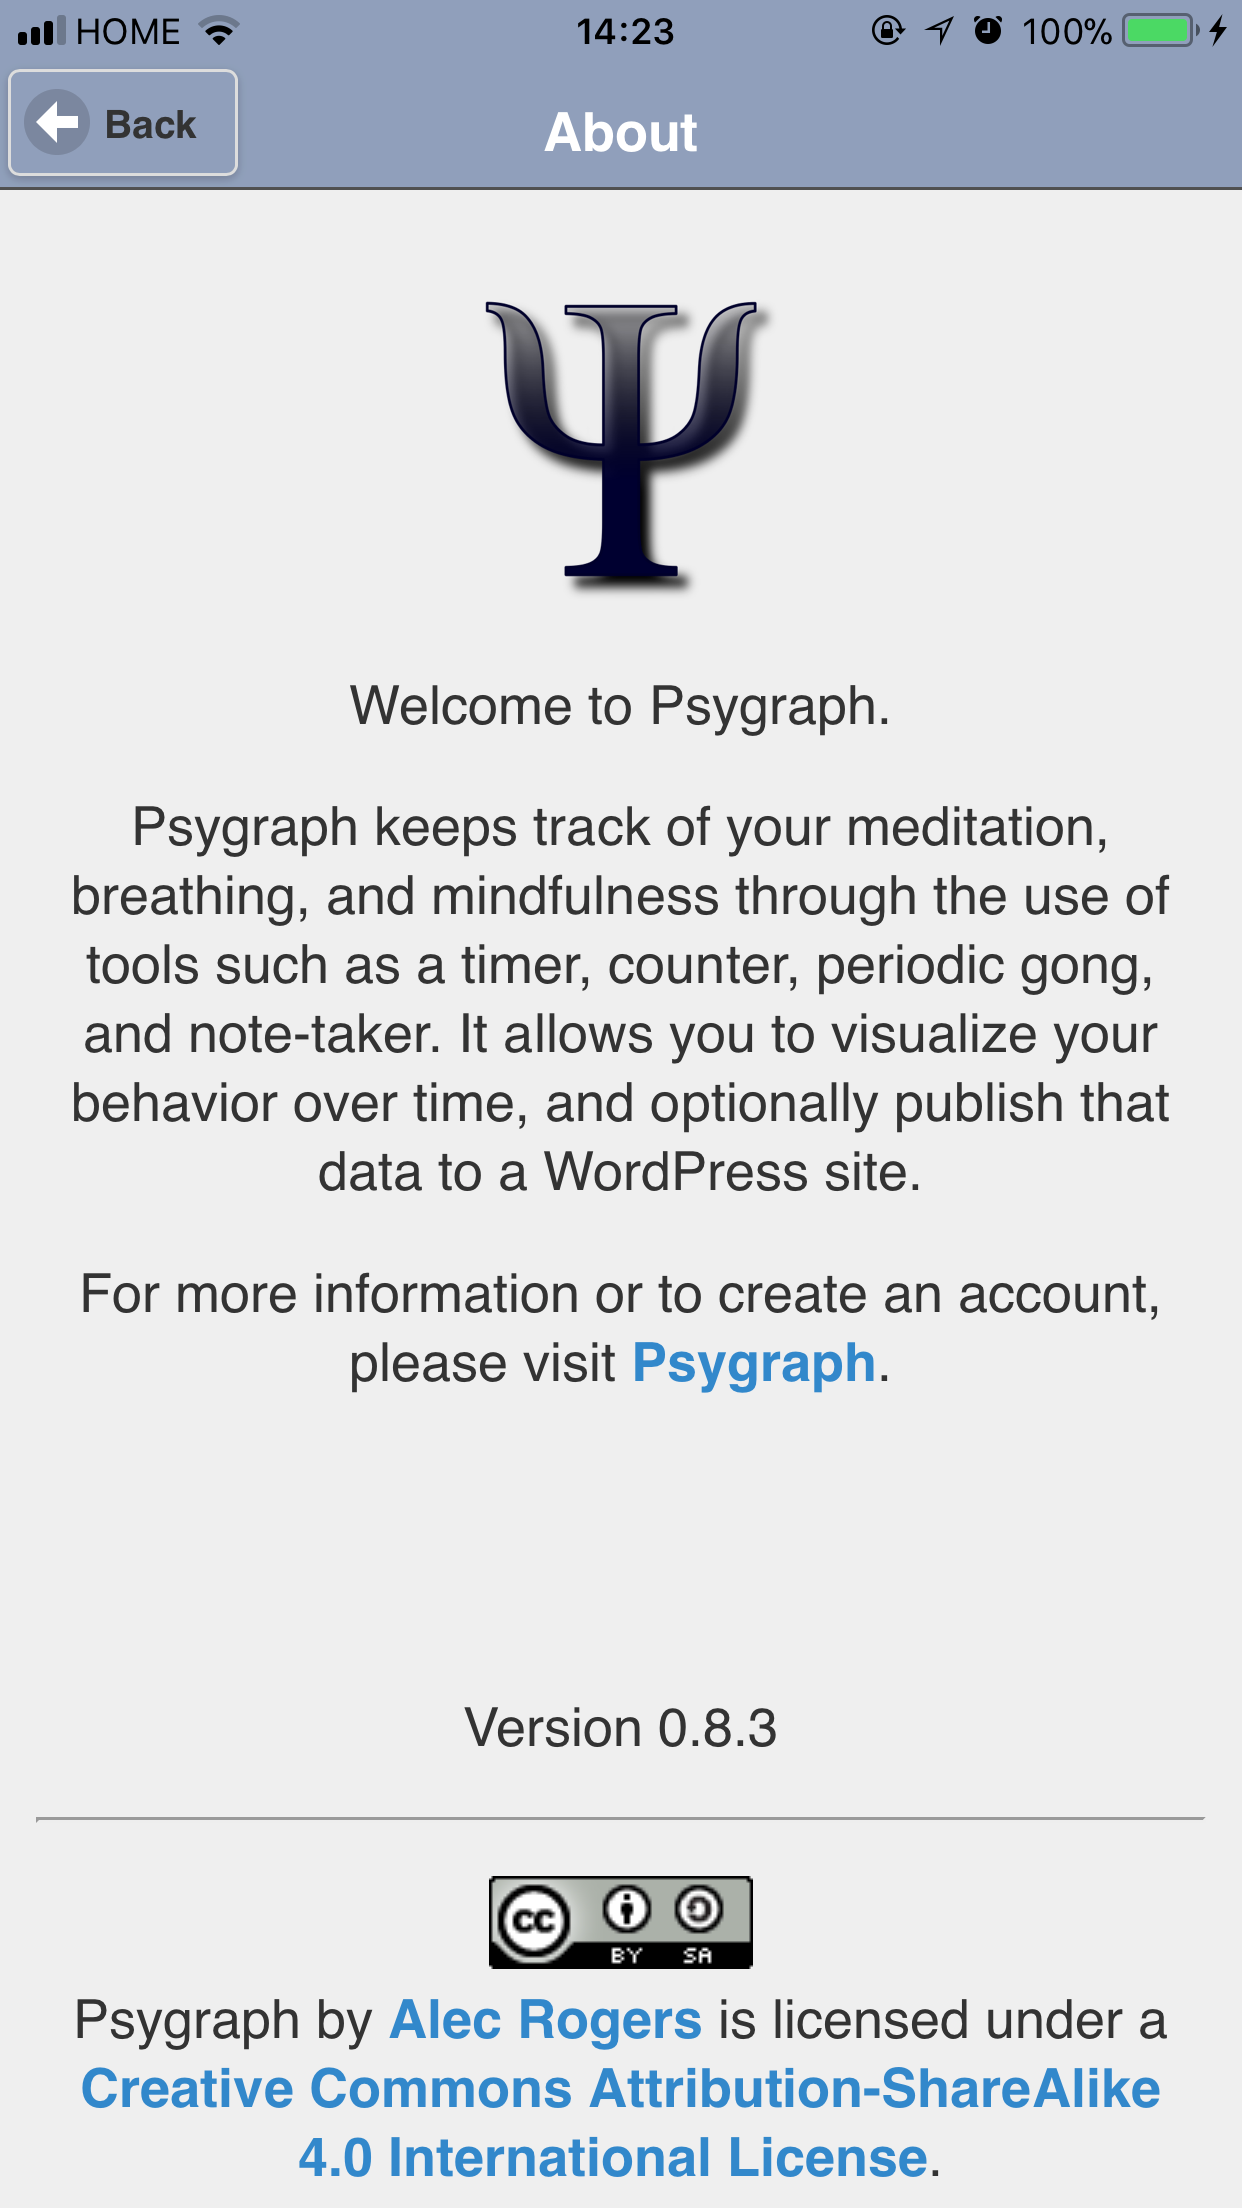 HOME 14:23 100%
Back
About
Ψ
Welcome to Psygraph.
Psygraph keeps track of your meditation,
breathing, and mindfulness through the use of
tools such as a timer, counter, periodic gong,
and note-taker. It allows you to visualize your
behavior over time, and optionally publish that
data to a WordPress site.
For more information or to create an account,
please visit Psygraph.
Version 0.8.3
cc
BY SA
Psygraph by Alec Rogers is licensed under a
Creative Commons Attribution-ShareAlike
4.0 International License.